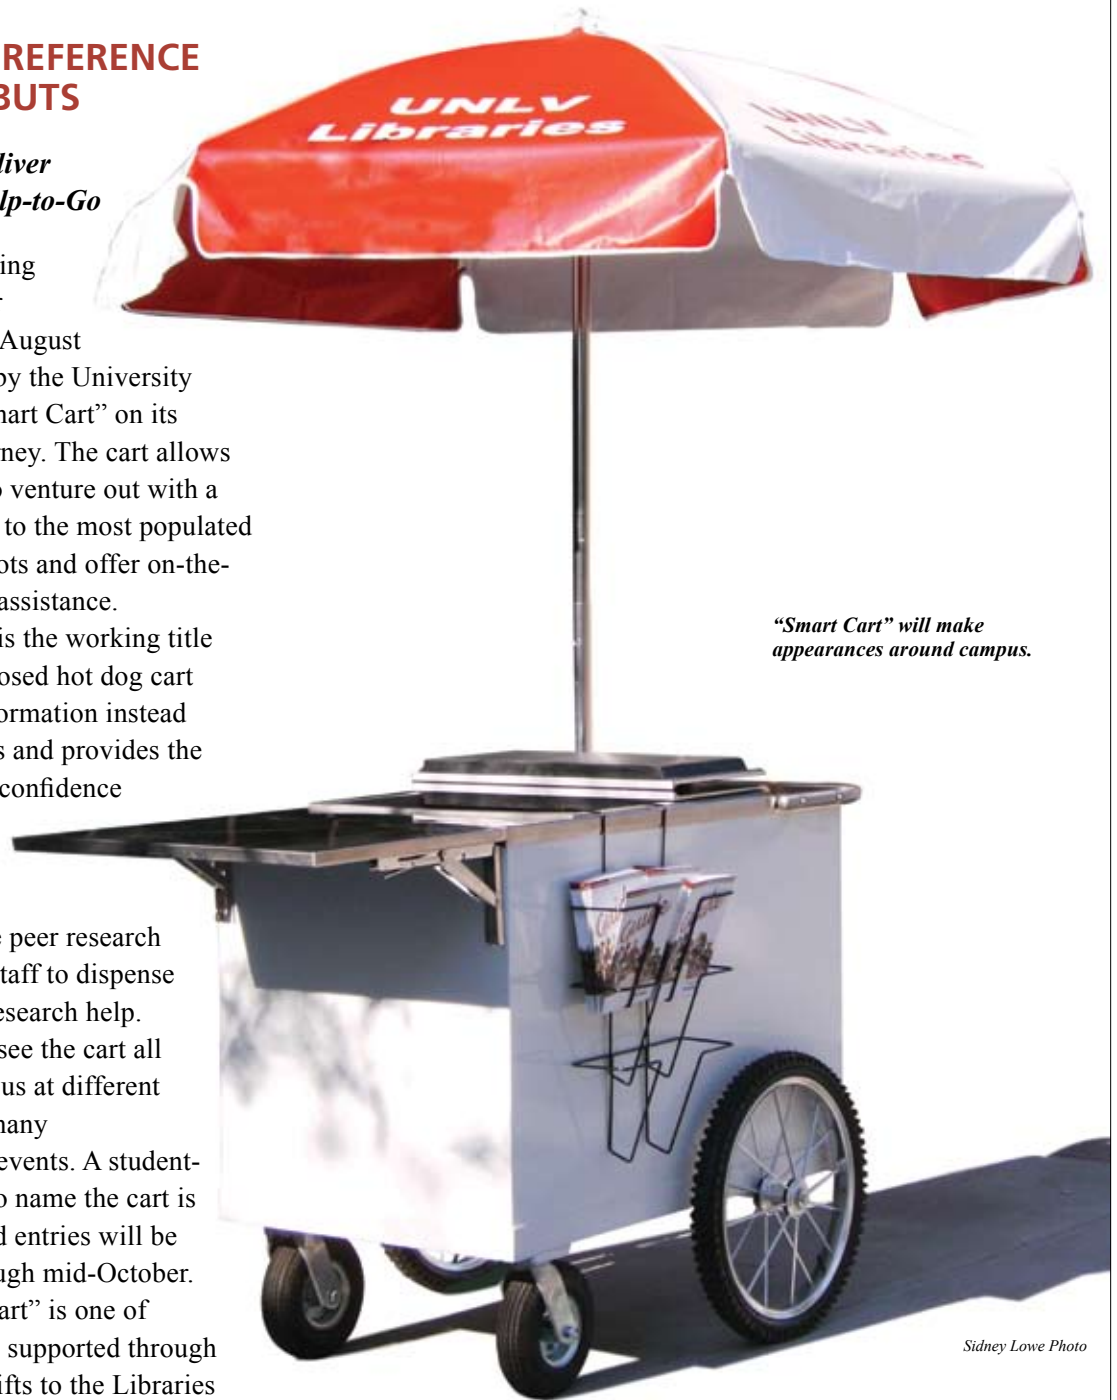 REFERENCE
BUTS
liver
lp-to-Go
ing
August
by the University
mart Cart” on its
rney. The cart allows
o venture out with a
to the most populated
ots and offer on-the-
assistance.
is the working title
osed hot dog cart
ormation instead
s and provides the
confidence
e peer research
taff to dispense
esearch help.
see the cart all
us at different
many
events. A student-
o name the cart is
d entries will be
ugh mid-October.
art” is one of
supported through
ifts to the Libraries
UNLV
Libraries
UNLV
Libraries
“Smart Cart” will make
appearances around campus.
Sidney Lowe Photo